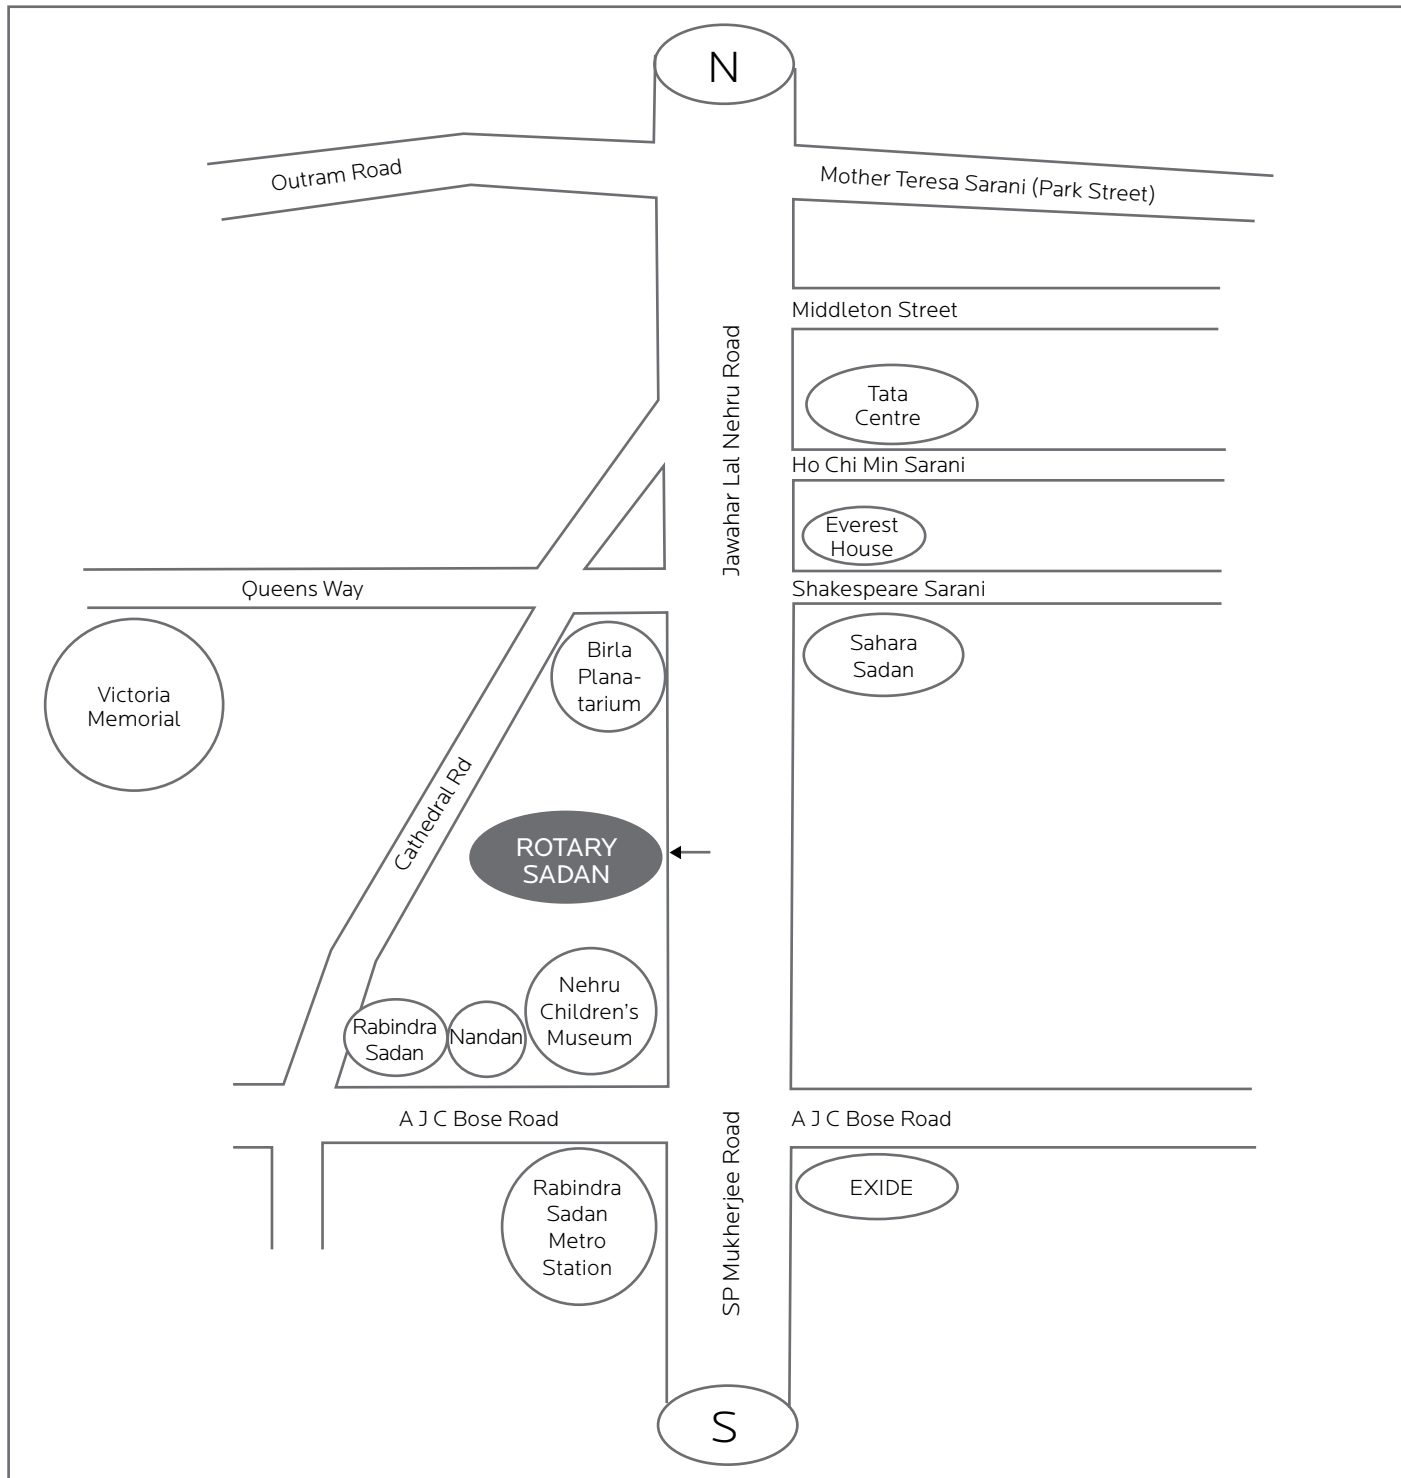 N
Outram Road
Mother Teresa Sarani (Park Street)
Middleton Street
Jawahar Lal Nehru Road
Tata
Centre
Ho Chi Min Sarani
Everest
House
Queens Way
Shakespeare Sarani
Birla
Plana-
tarium
Sahara
Sadan
Victoria
Memorial
Cathedral Rd
ROTARY
SADAN
Nehru
Children's
Museum
Rabindra
Sadan
Nandan
A J C Bose Road
A J C Bose Road
SP Mukherjee Road
Rabindra
Sadan
Metro
Station
EXIDE
S